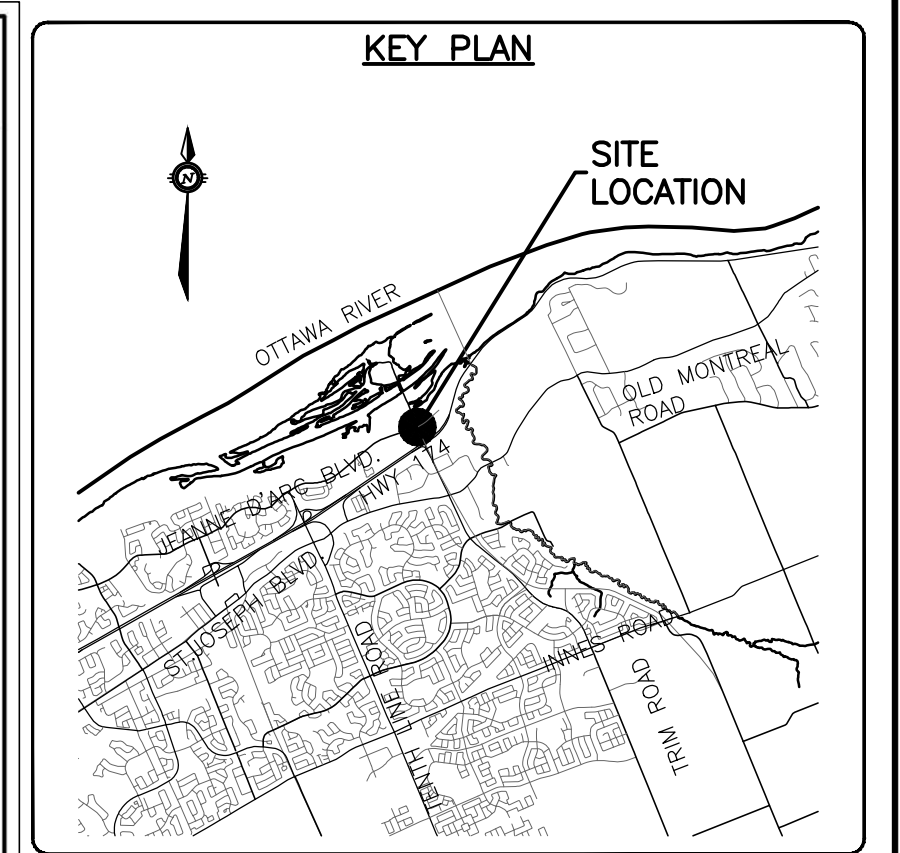 KEY PLAN
N
SITE
LOCATION
OTTAWA RIVER
OLD MONTREAL
ROAD
JEANNE D'ARC BLVD.
HWY 174
ST.JOSEPH BLVD.
TENTH LINE ROAD
INNES ROAD
TRIM ROAD